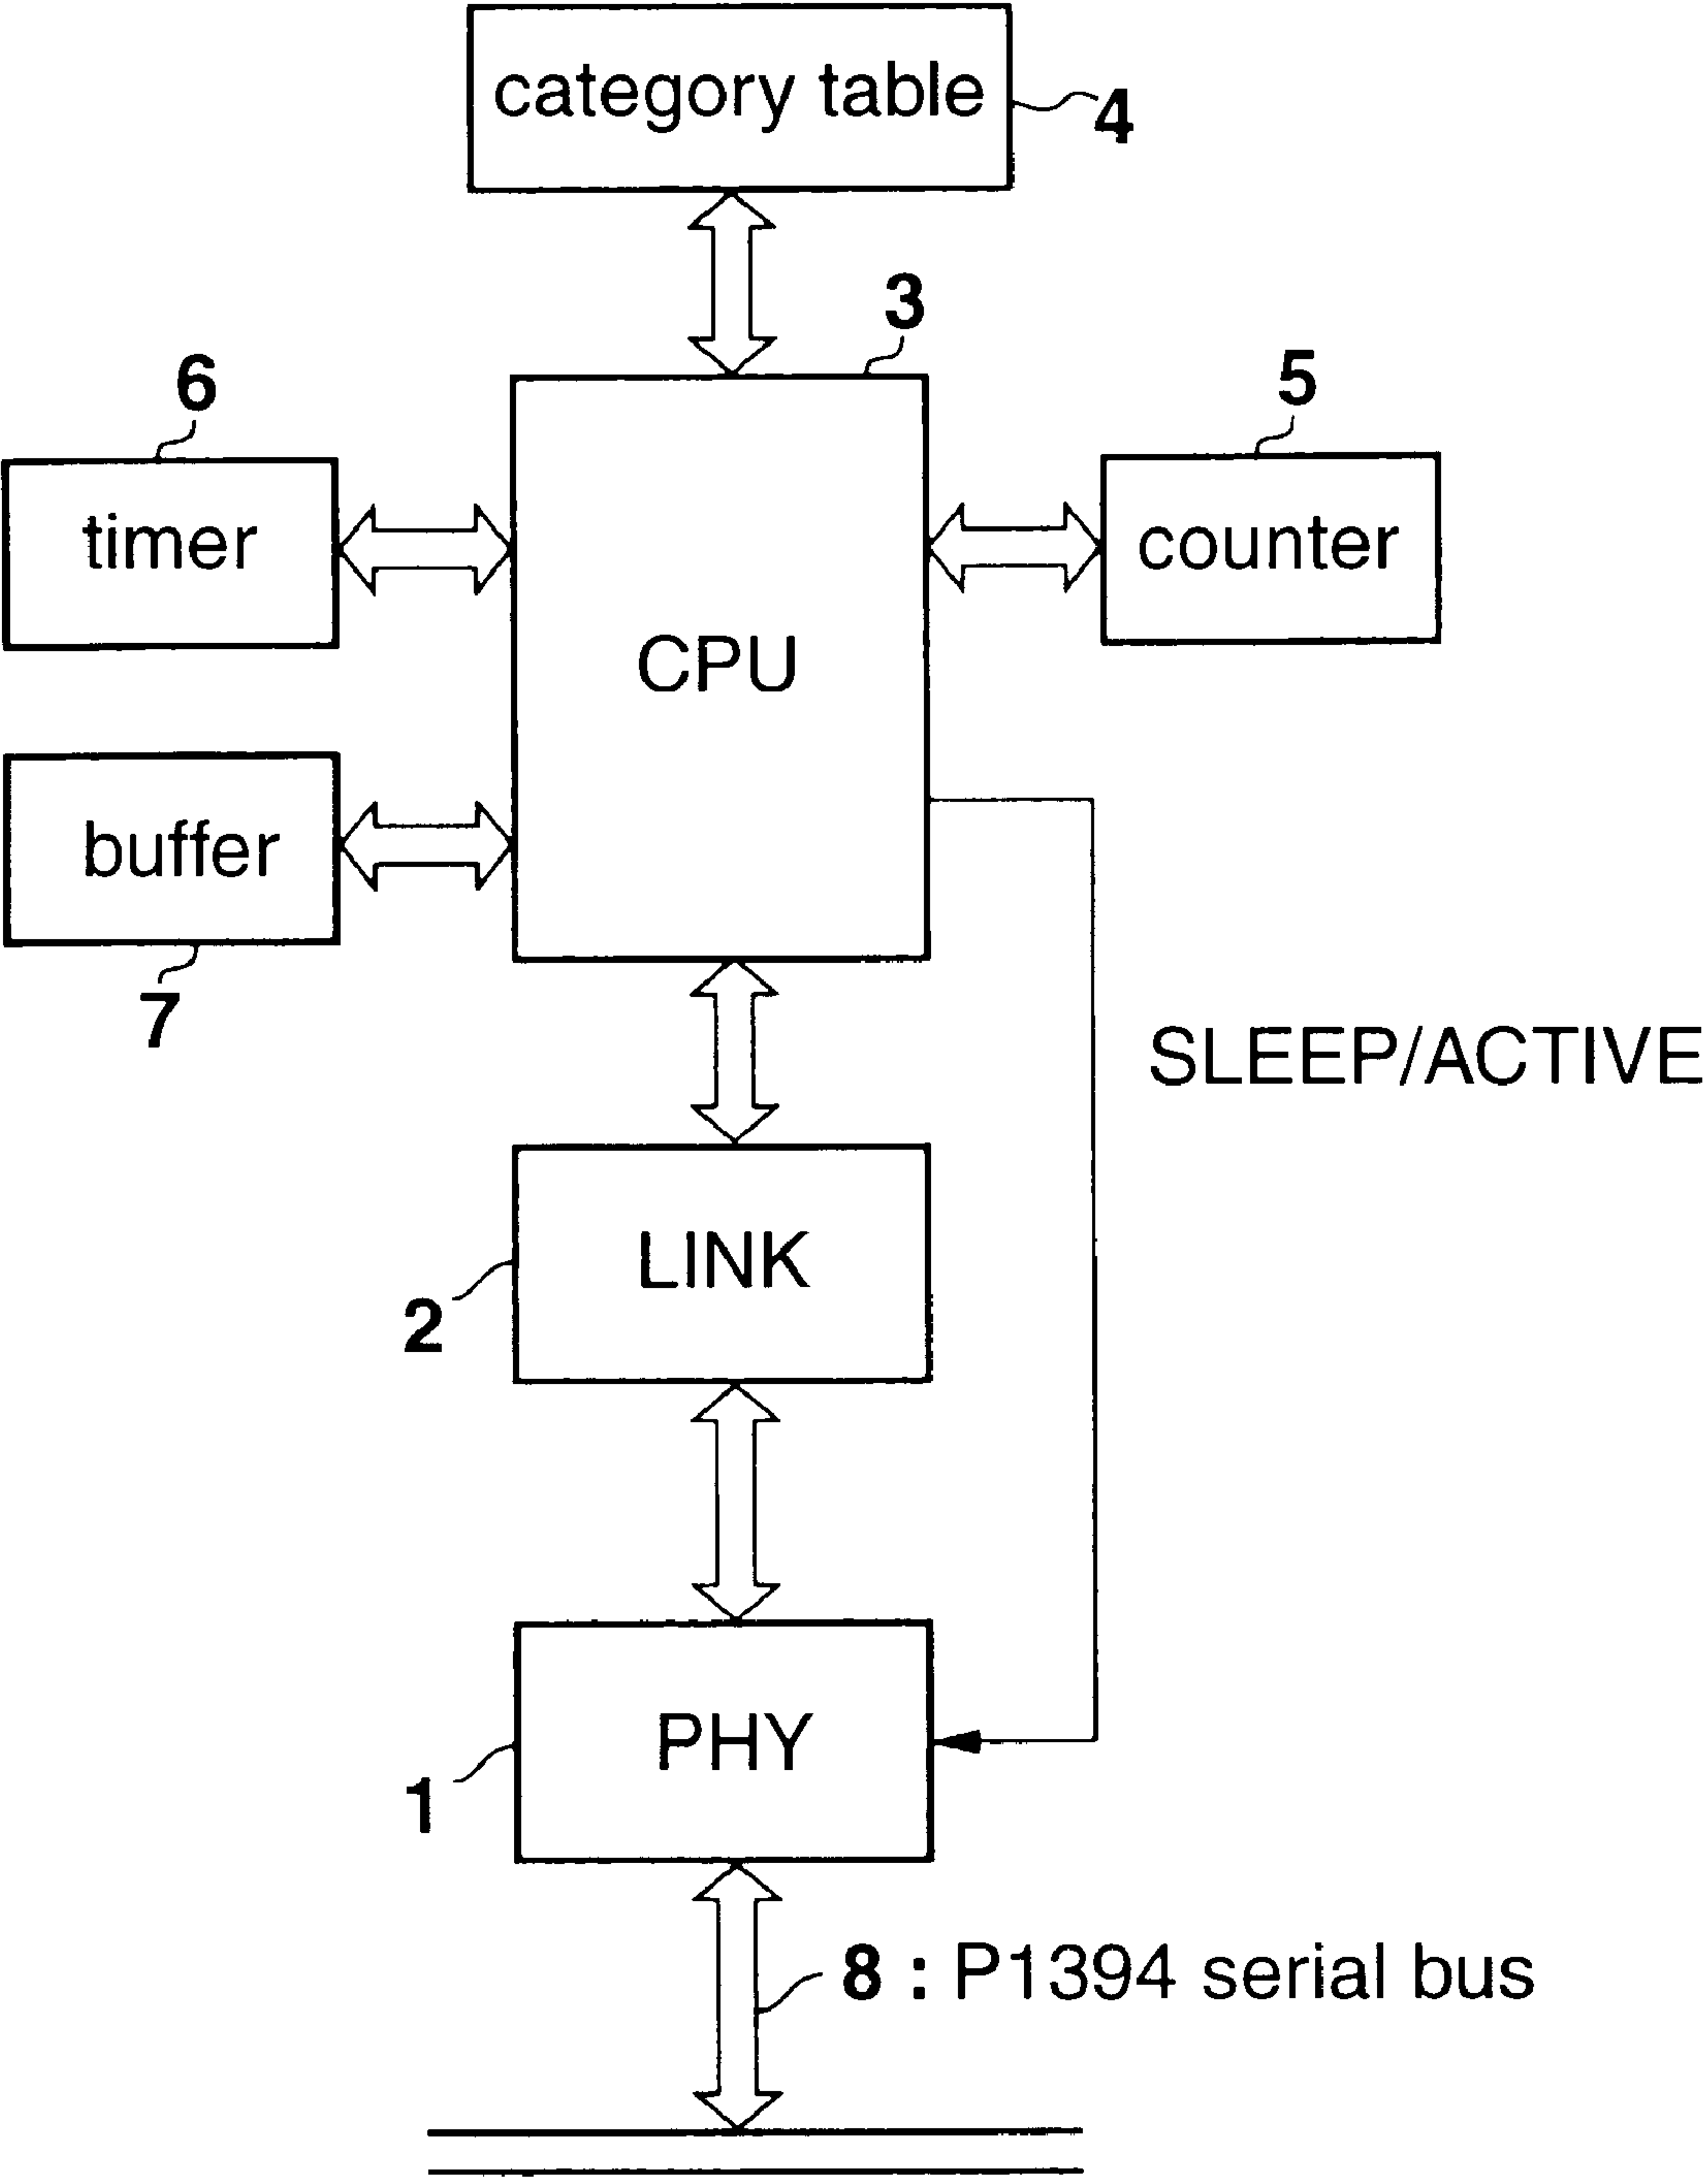 category table
4
3
6
5
timer
counter
CPU
buffer
7
SLEEP/ACTIVE
LINK
2
PHY
1
8 : P1394 serial bus